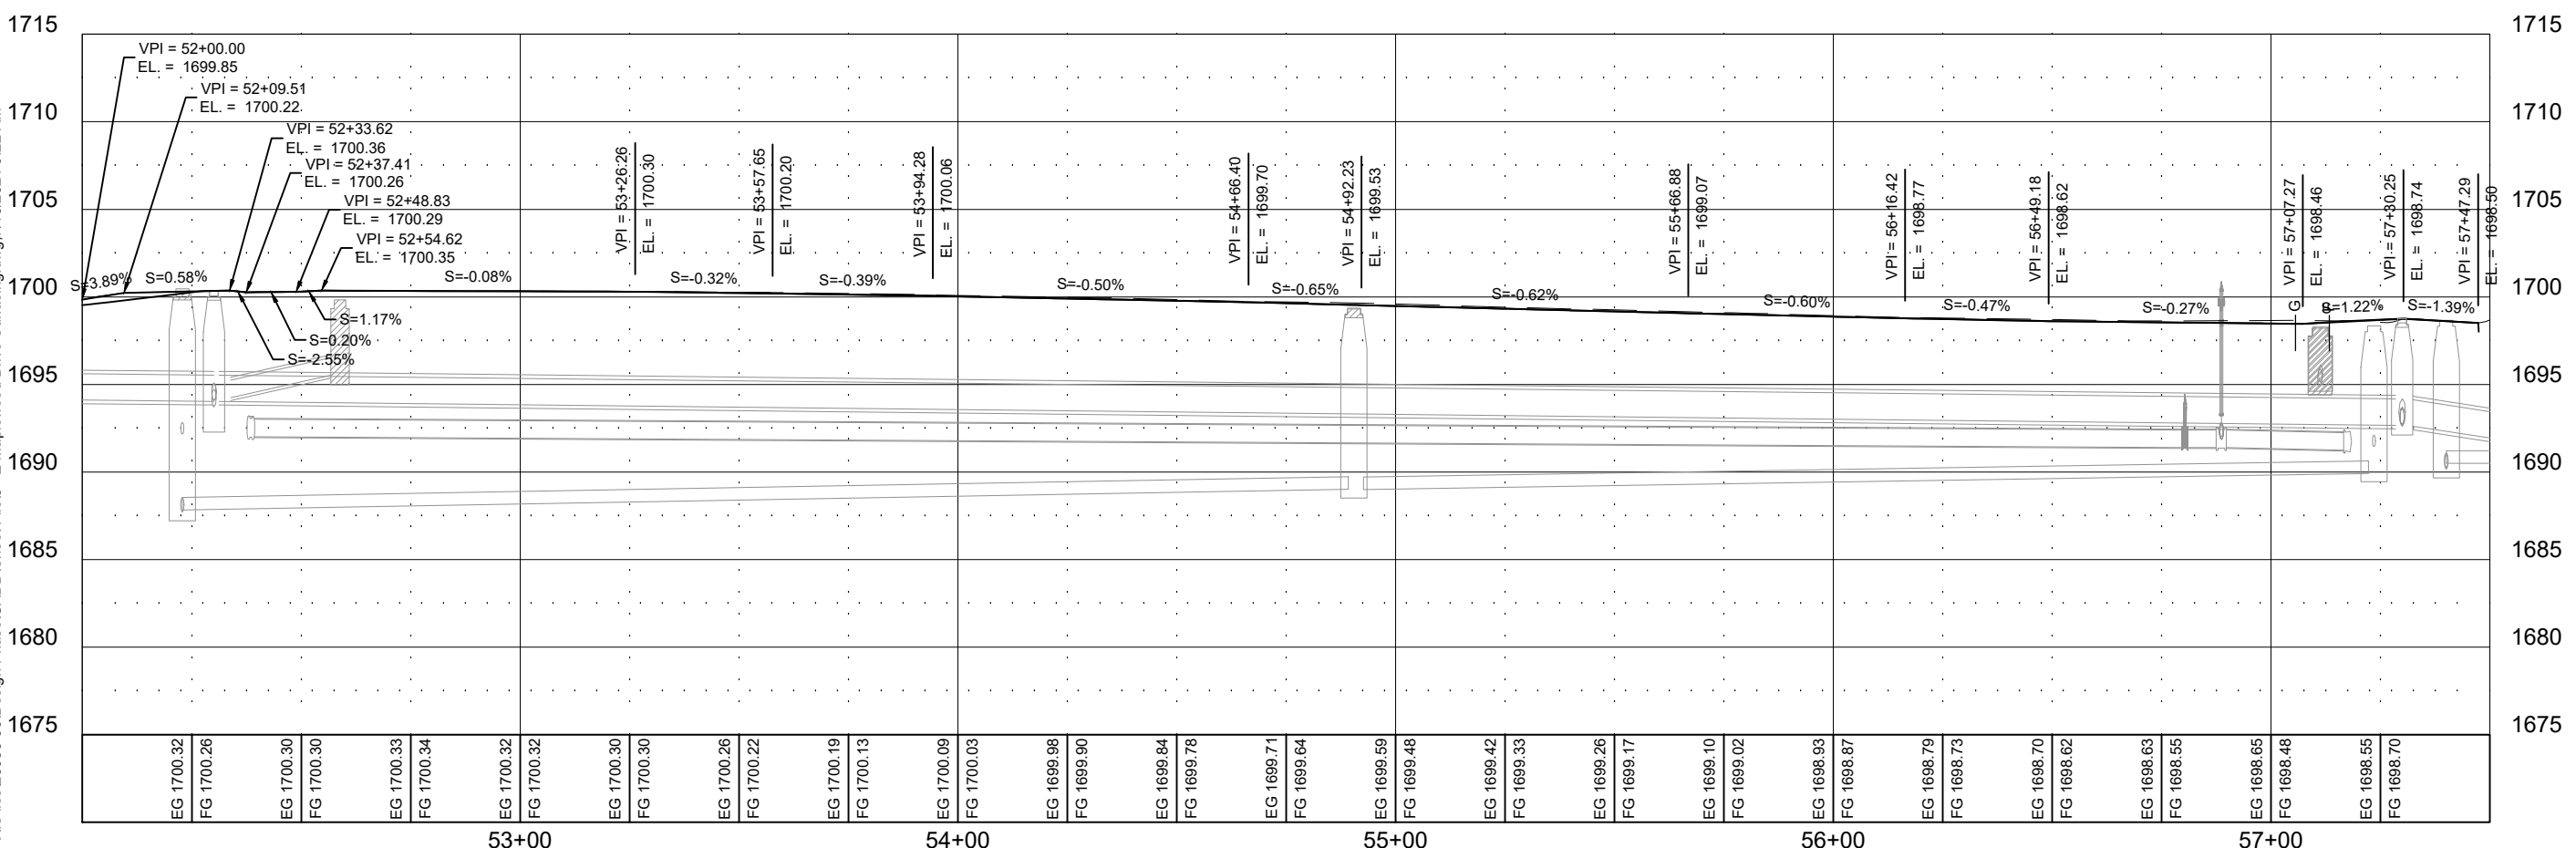 1715
1715
VPI = 52+00.00
EL. = 1699.85
VPI = 52+09.51
EL. = 1700.22
1710
1710
VPI = 52+33.62
EL. = 1700.36
VPI = 52+37.41
EL. = 1700.26
VPI = 52+48.83
EL. = 1700.29
VPI = 52+54.62
EL. = 1700.35
VPI = 53+26.26
EL. = 1700.30
VPI = 53+57.65
EL. = 1700.20
VPI = 53+94.28
EL. = 1700.06
VPI = 54+66.40
EL. = 1699.70
VPI = 54+92.23
EL. = 1699.53
VPI = 55+66.88
EL. = 1699.07
VPI = 56+16.42
EL. = 1698.77
VPI = 56+49.18
EL. = 1698.62
VPI = 57+07.27
EL. = 1698.46
VPI = 57+30.25
EL. = 1698.74
VPI = 57+47.29
EL. = 1698.50
1705
1705
1700
1700
S=3.89%
S=0.58%
S=-0.08%
S=-0.32%
S=-0.39%
S=-0.50%
S=-0.65%
S=-0.62%
S=-0.60%
S=-0.47%
S=-0.27%
G
S=1.22%
S=-1.39%
S=1.17%
S=0.20%
S=-2.55%
1695
1695
1690
1690
1685
1685
1680
1680
1675
1675
EG 1700.32
FG 1700.26
EG 1700.30
FG 1700.30
EG 1700.33
FG 1700.34
EG 1700.32
FG 1700.32
EG 1700.30
FG 1700.30
EG 1700.26
FG 1700.22
EG 1700.19
FG 1700.13
EG 1700.09
FG 1700.03
EG 1699.98
FG 1699.90
EG 1699.84
FG 1699.78
EG 1699.71
FG 1699.64
EG 1699.59
FG 1699.48
EG 1699.42
FG 1699.33
EG 1699.26
FG 1699.17
EG 1699.10
FG 1699.02
EG 1698.93
FG 1698.87
EG 1698.79
FG 1698.73
EG 1698.70
FG 1698.62
EG 1698.63
FG 1698.55
EG 1698.65
FG 1698.48
EG 1698.55
FG 1698.70
53+00
54+00
55+00
56+00
57+00